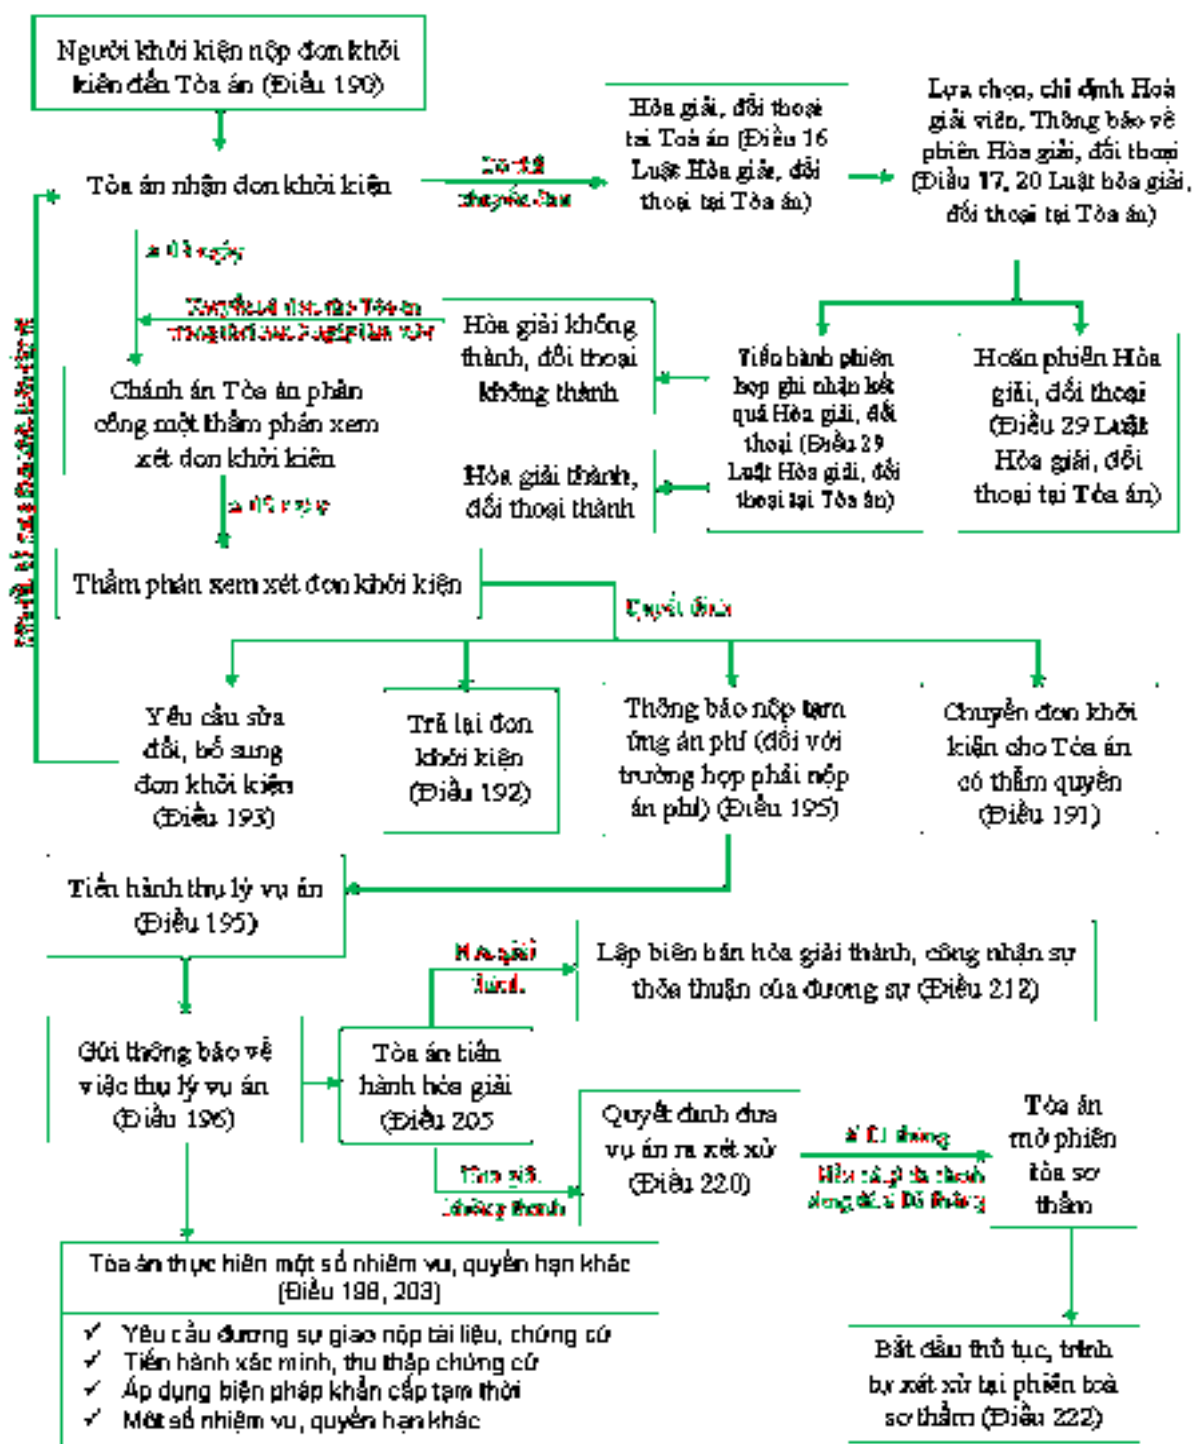 Người khởi kiện nộp đơn khởi
kiện đến Tòa án (Điều 190)
Tòa án nhận đơn khởi kiện
Hòa giải, đối thoại
tại Toà án (Điều 16
Luật Hòa giải, đối
thoại tại Tòa án)
Lựa chọn, chỉ định Hoà
giải viên, Thông báo về
phiên Hòa giải, đối thoại
(Điều 17, 20 Luật hòa giải,
đối thoại tại Tòa án)
Hòa giải không
thành, đối thoại
không thành
Hòa giải thành,
đối thoại thành
Tiến hành phiên
họp ghi nhận kết
quả Hòa giải, đối
thoại (Điều 29
Luật Hòa giải, đối
thoại tại Tòa án)
Hoãn phiên Hòa
giải, đối thoại
(Điều 29 Luật
Hòa giải, đối
thoại tại Tòa án)
Chánh án Tòa án phân
công một thẩm phán xem
xét đơn khởi kiện
Thẩm phán xem xét đơn khởi kiện
Quyết định
Yêu cầu sửa
đổi, bổ sung
đơn khởi kiện
(Điều 193)
Trả lại đơn
khởi kiện
(Điều 192)
Thông báo nộp tạm
ứng án phí (đối với
trường hợp phải nộp
án phí) (Điều 195)
Chuyển đơn khởi
kiện cho Tòa án
có thẩm quyền
(Điều 191)
Tiến hành thụ lý vụ án
(Điều 195)
Hòa giải
thành
Lập biên bản hòa giải thành, công nhận sự
thỏa thuận của đương sự (Điều 212)
Gửi thông báo về
việc thụ lý vụ án
(Điều 196)
Tòa án tiến
hành hòa giải
(Điều 205
không thành
Quyết định đưa
vụ án ra xét xử
(Điều 220)
Tòa án
mở phiên
tòa sơ
thẩm
Tòa án thực hiện một số nhiệm vụ, quyền hạn khác
(Điều 198, 203)
✓ Yêu cầu đương sự giao nộp tài liệu, chứng cứ
✓ Tiến hành xác minh, thu thập chứng cứ
✓ Áp dụng biện pháp khẩn cấp tạm thời
✓ Một số nhiệm vụ, quyền hạn khác
Bắt đầu thủ tục, trình
tự xét xử tại phiên toà
sơ thẩm (Điều 222)